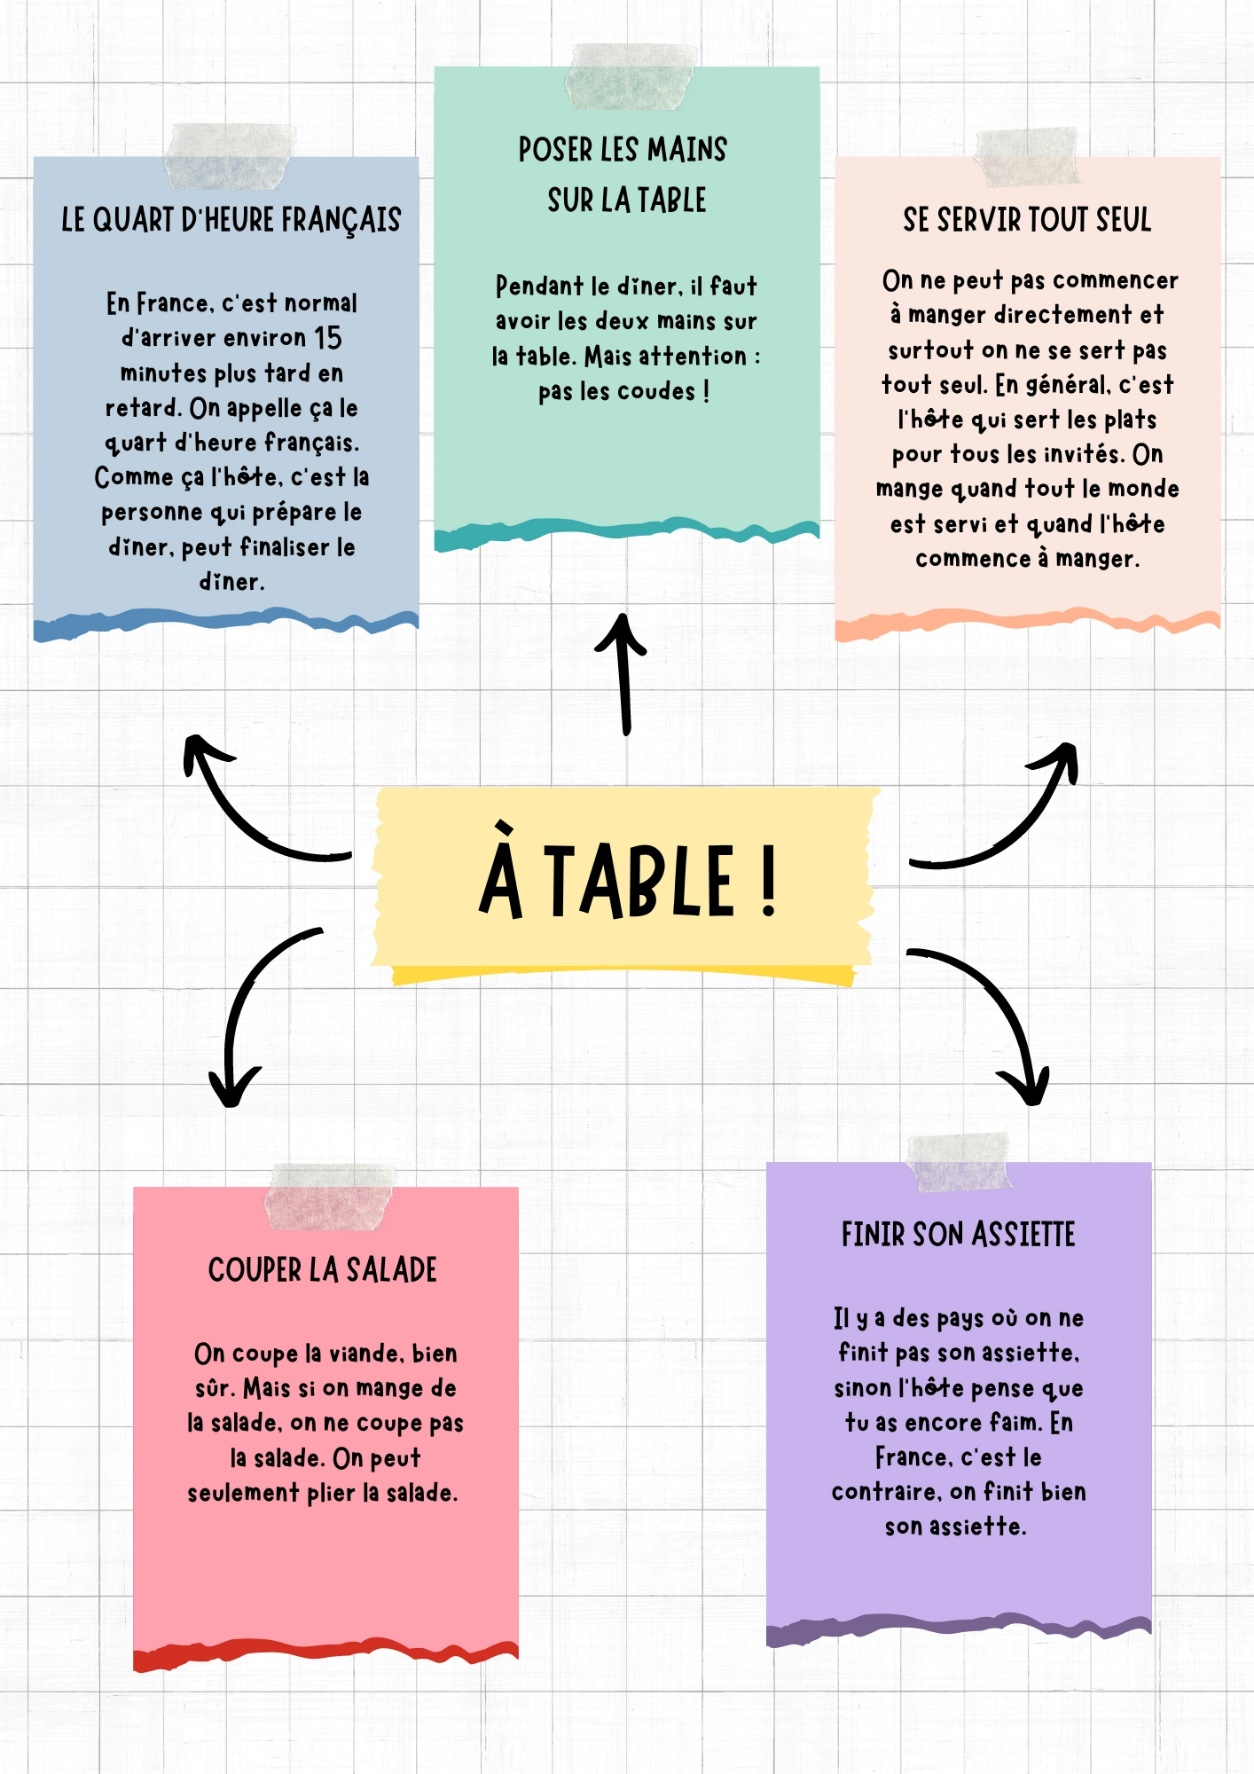 LE QUART D'HEURE FRANÇAIS
En France, c'est normal
d'arriver environ 15
minutes plus tard en
retard. On appelle ça le
quart d'heure français.
Comme ça l'hôte, c'est la
personne qui prépare le
dîner, peut finaliser le
dîner.
POSER LES MAINS
SUR LA TABLE
Pendant le dîner, il faut
avoir les deux mains sur
la table. Mais attention :
pas les coudes !
SE SERVIR TOUT SEUL
On ne peut pas commencer
à manger directement et
surtout on ne se sert pas
tout seul. En général, c'est
l'hôte qui sert les plats
pour tous les invités. On
mange quand tout le monde
est servi et quand l'hôte
commence à manger.
À TABLE !
COUPER LA SALADE
On coupe la viande, bien
sûr. Mais si on mange de
la salade, on ne coupe pas
la salade. On peut
seulement plier la salade.
FINIR SON ASSIETTE
Il y a des pays où on ne
finit pas son assiette,
sinon l'hôte pense que
tu as encore faim. En
France, c'est le
contraire, on finit bien
son assiette.